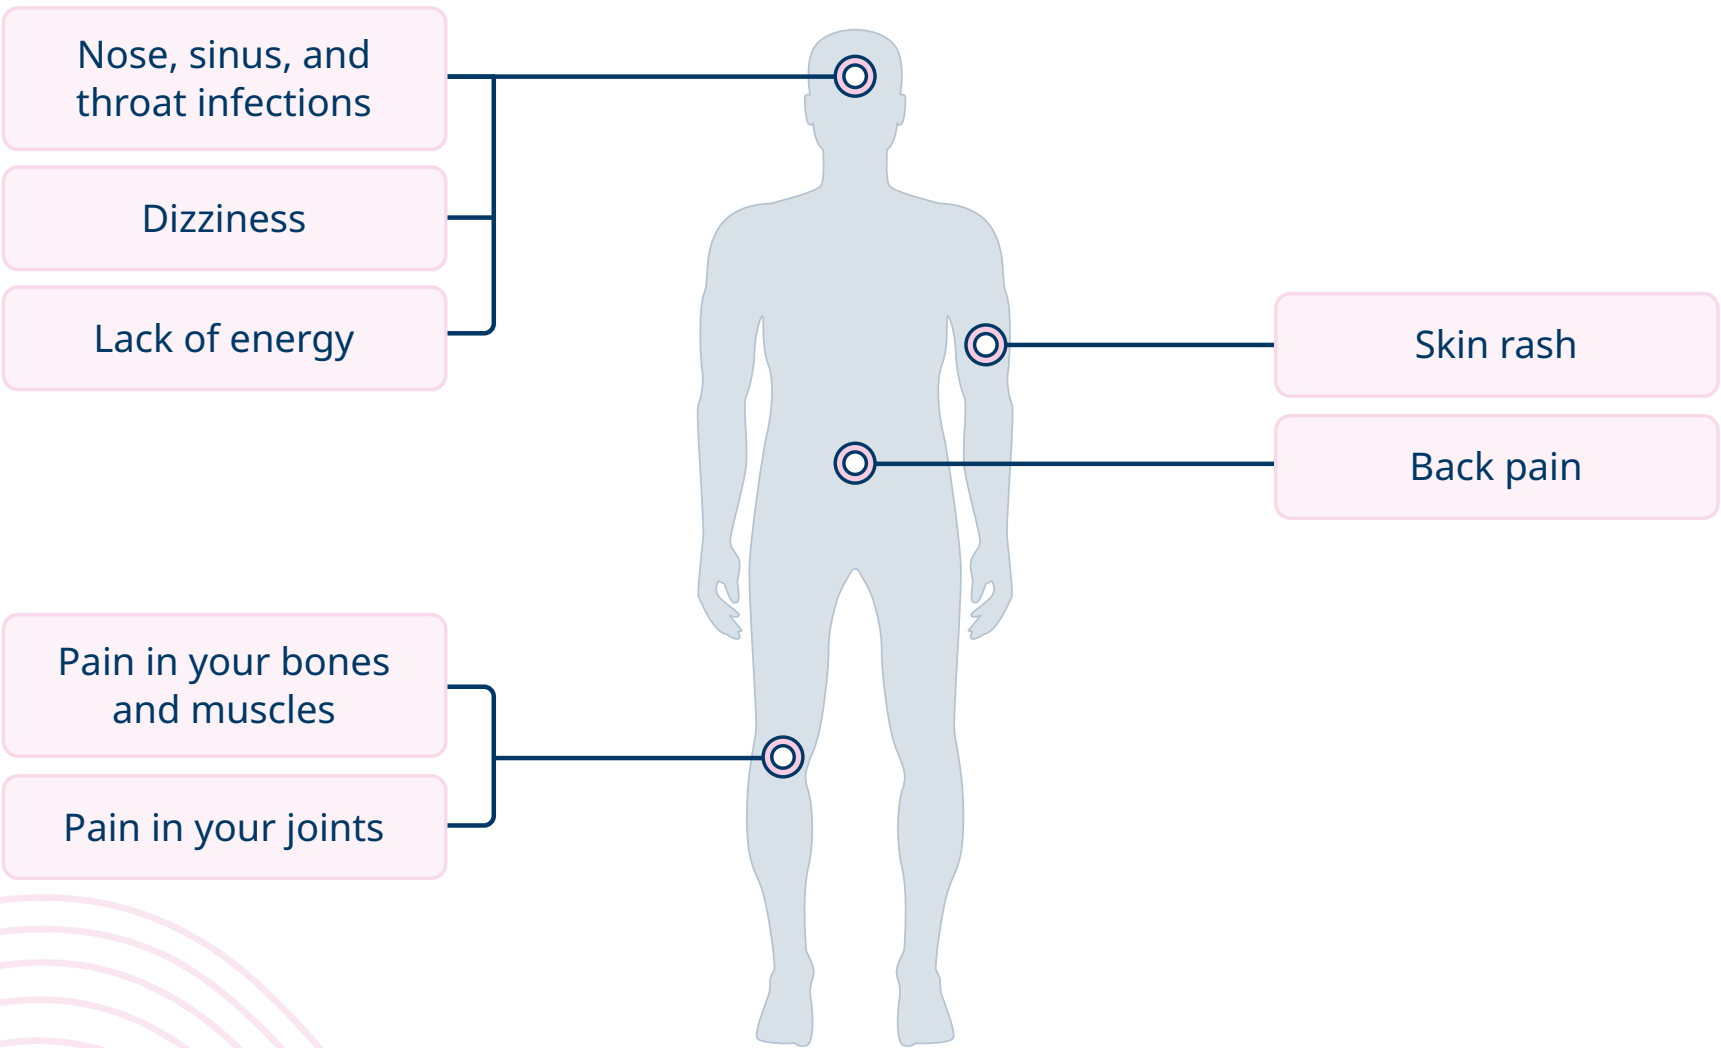 Nose, sinus, and
throat infections
Dizziness
Lack of energy
Skin rash
Back pain
Pain in your bones
and muscles
Pain in your joints